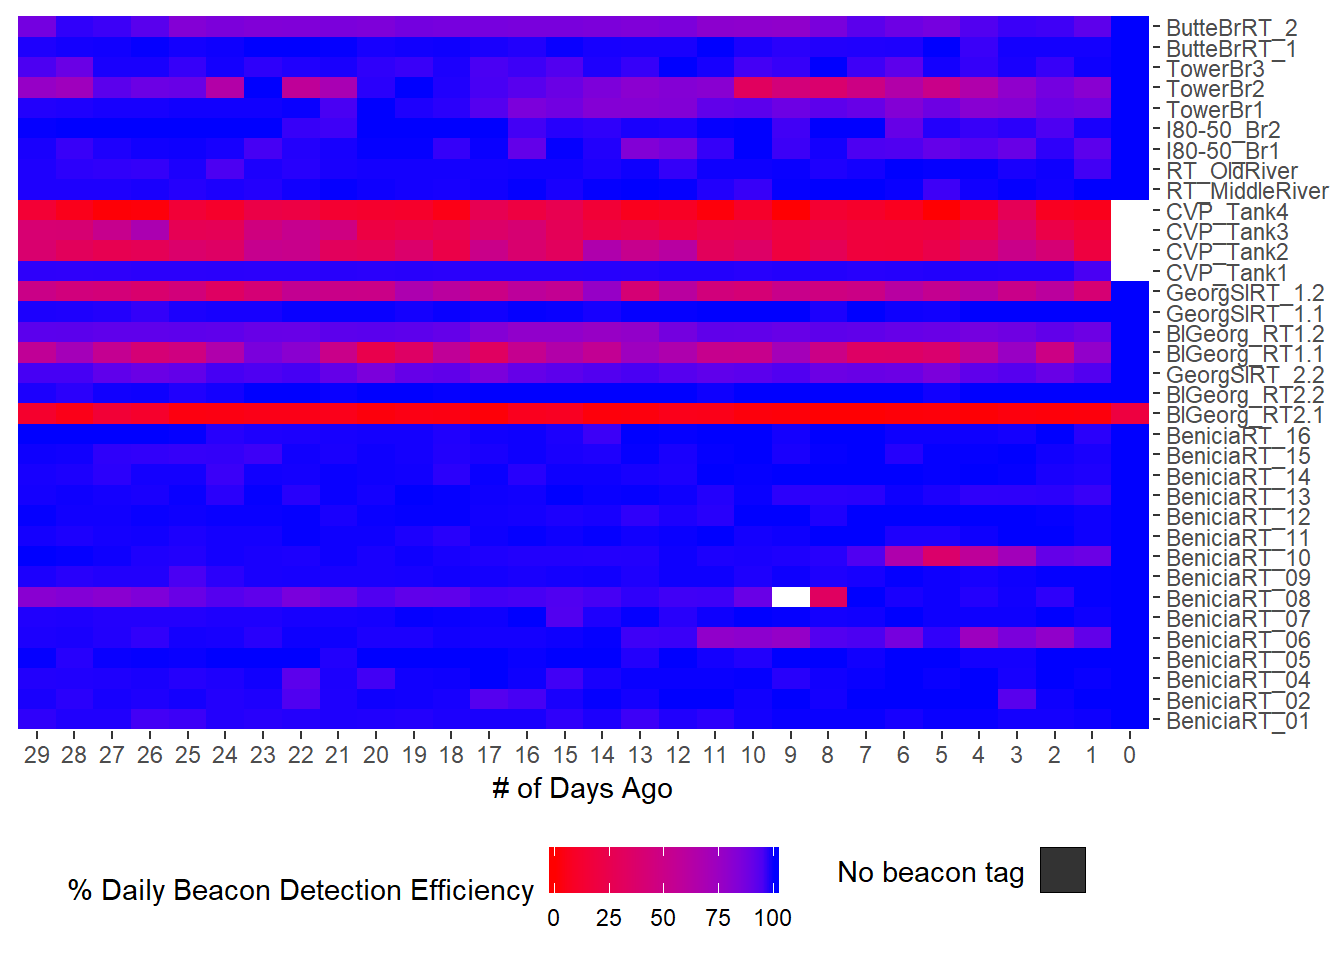 ButteBrRT_2
ButteBrRT_1
TowerBr3
TowerBr2
TowerBr1
I80-50_Br2
I80-50_Br1
RT_OldRiver
RT_MiddleRiver
CVP_Tank4
CVP_Tank3
CVP_Tank2
CVP_Tank1
GeorgSlRT_1.2
GeorgSlRT_1.1
BlGeorg_RT1.2
BlGeorg_RT1.1
GeorgSlRT_2.2
BlGeorg_RT2.2
BlGeorg_RT2.1
BeniciaRT_16
BeniciaRT_15
BeniciaRT_14
BeniciaRT_13
BeniciaRT_12
BeniciaRT_11
BeniciaRT_10
BeniciaRT_09
BeniciaRT_08
BeniciaRT_07
BeniciaRT_06
BeniciaRT_05
BeniciaRT_04
BeniciaRT_02
BeniciaRT_01
29 28 27 26 25 24 23 22 21 20 19 18 17 16 15 14 13 12 11 10 9 8 7 6 5 4 3 2 1 0
# of Days Ago
% Daily Beacon Detection Efficiency
0 25 50 75 100
No beacon tag